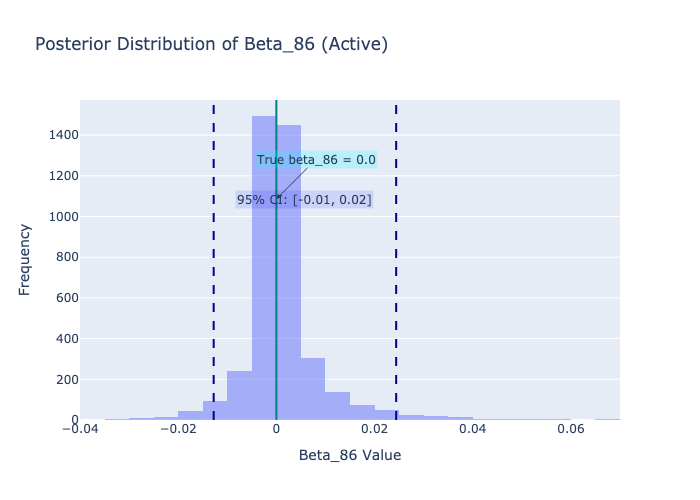 Posterior Distribution of Beta_86 (Active)
1400
1200
1000
800
600
400
200
0
Frequency
True beta_86 = 0.0
95% CI: [-0.01, 0.02]
−0.04
−0.02
0
0.02
0.04
0.06
Beta_86 Value